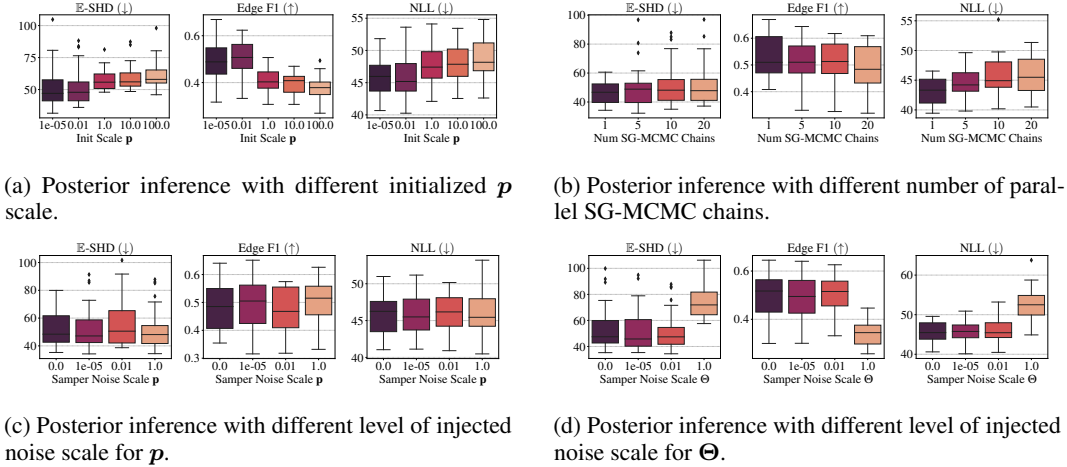 𝔼-SHD (↓) Edge F1 (↑) NLL (↓)
100
75
50
0.6
0.4
55
50
45
40
1e-05 0.01 1.0 10.0 100.0
1e-05 0.01 1.0 10.0 100.0
1e-05 0.01 1.0 10.0 100.0
Init Scale p Init Scale p Init Scale p
(a) Posterior inference with different initialized p
scale.
𝔼-SHD (↓) Edge F1 (↑) NLL (↓)
100
80
60
40
0.6
0.5
0.4
55
50
45
40
1 5 10 20
1 5 10 20
1 5 10 20
Num SG-MCMC Chains Num SG-MCMC Chains Num SG-MCMC Chains
(b) Posterior inference with different number of paral-
lel SG-MCMC chains.
𝔼-SHD (↓) Edge F1 (↑) NLL (↓)
100
80
60
40
0.6
0.5
0.4
0.3
50
45
40
0.0 1e-05 0.01 1.0
0.0 1e-05 0.01 1.0
0.0 1e-05 0.01 1.0
Samper Noise Scale p Samper Noise Scale p Samper Noise Scale p
(c) Posterior inference with different level of injected
noise scale for p.
𝔼-SHD (↓) Edge F1 (↑) NLL (↓)
100
80
60
40
0.6
0.4
60
50
40
0.0 1e-05 0.01 1.0
0.0 1e-05 0.01 1.0
0.0 1e-05 0.01 1.0
Samper Noise Scale Θ Samper Noise Scale Θ Samper Noise Scale Θ
(d) Posterior inference with different level of injected
noise scale for Θ.